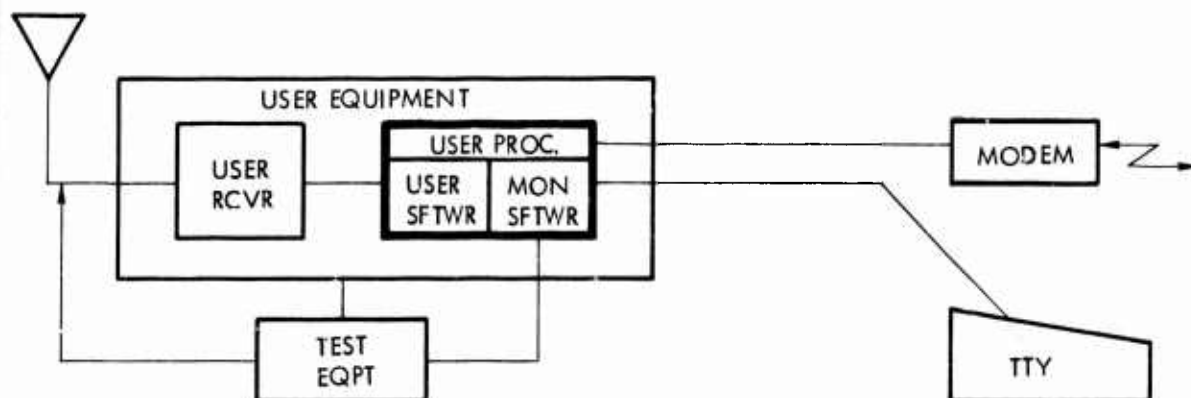 USER EQUIPMENT
USER PROC.
USER
RCVR
USER
SFTWR
MON
SFTWR
MODEM
TEST
EQPT
TTY